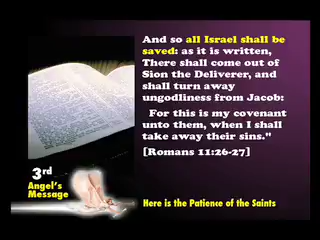 And so all Israel shall be
saved: as it is written,
There shall come out of
Sion the Deliverer, and
shall turn away
ungodliness from Jacob:
For this is my covenant
unto them, when I shall
take away their sins."
[Romans 11:26-27]
3rd
Angel's
Message
Here is the Patience of the Saints